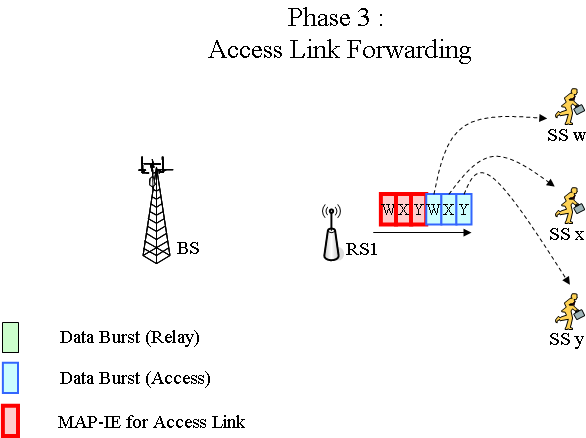 Phase 3 :
Access Link Forwarding
SS w
W X Y W X Y
BS
RS1
SS x
SS y
Data Burst (Relay)
Data Burst (Access)
MAP-IE for Access Link